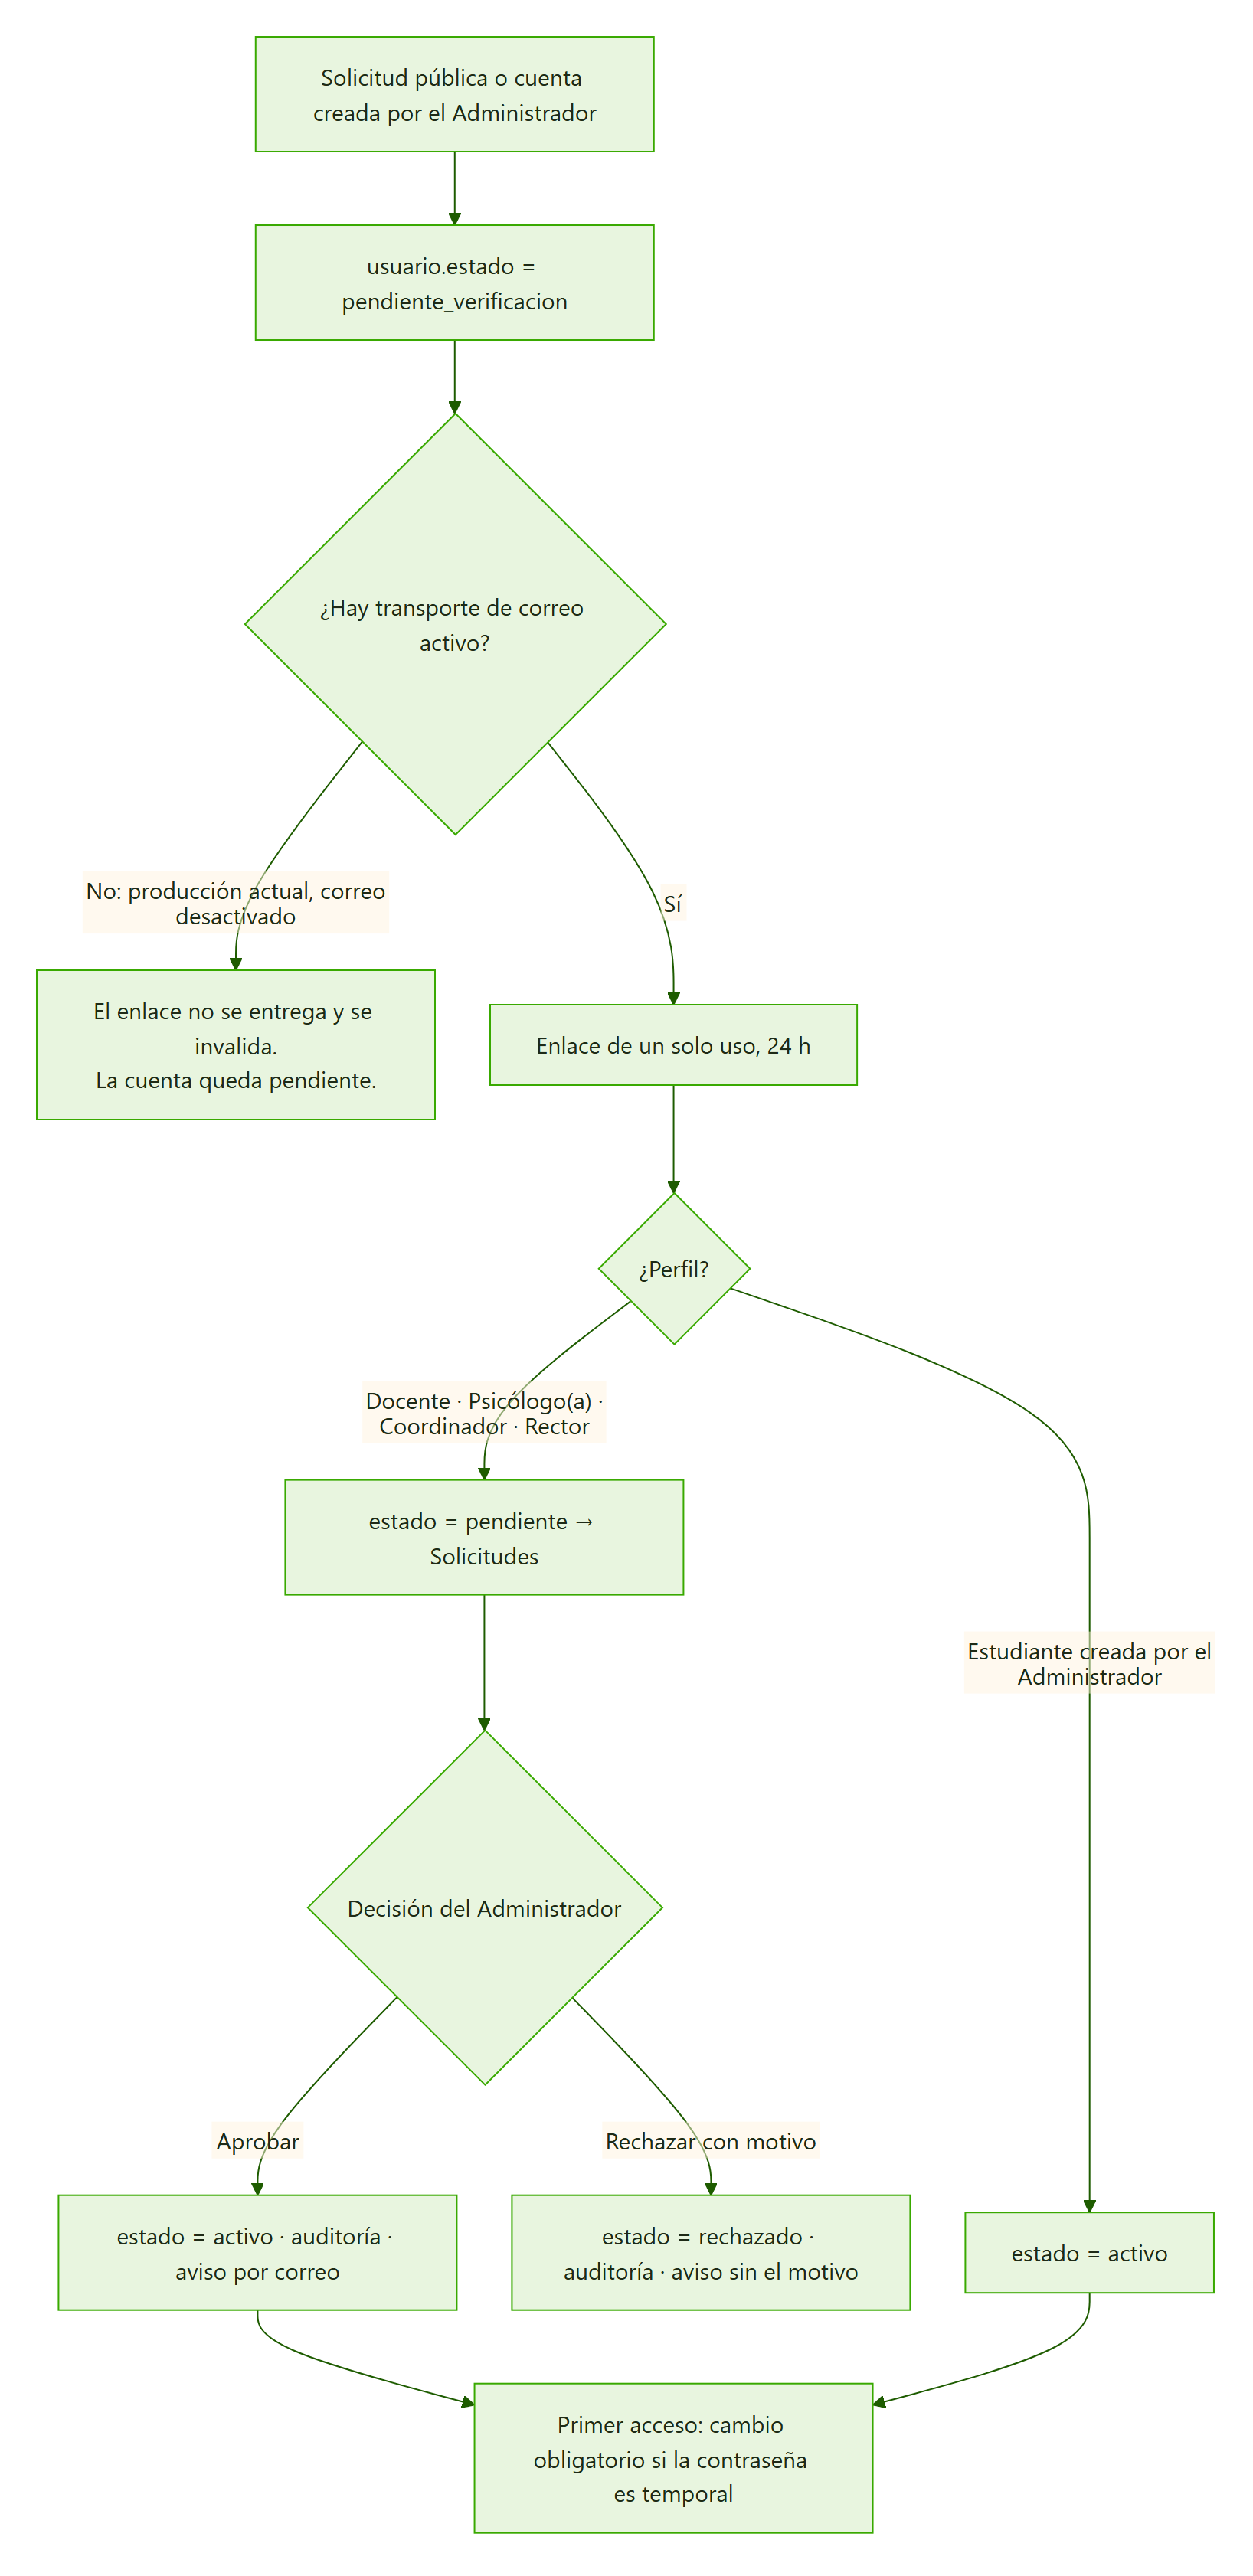 Solicitud pública o cuenta
creada por el Administrador
usuario.estado =
pendiente_verificacion
¿Hay transporte de correo
activo?
No: producción actual, correo
desactivado
Sí
El enlace no se entrega y se
invalida.
La cuenta queda pendiente.
Enlace de un solo uso, 24 h
¿Perfil?
Docente · Psicólogo(a) ·
Coordinador · Rector
estado = pendiente →
Solicitudes
Estudiante creada por el
Administrador
Decisión del Administrador
Aprobar
Rechazar con motivo
estado = activo · auditoría ·
aviso por correo
estado = rechazado ·
auditoría · aviso sin el motivo
estado = activo
Primer acceso: cambio
obligatorio si la contraseña
es temporal